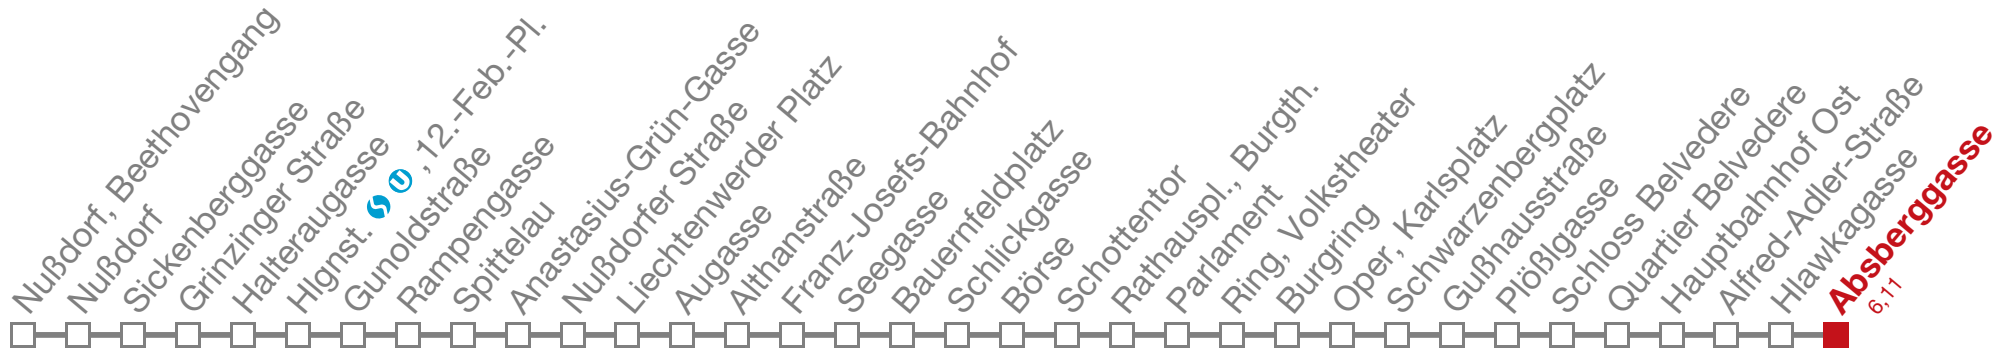 Nußdorf, Beethovengang
Nußdorf
Sickenberggasse
Grinzinger Straße
Halteraugasse
Hlgnst. S U ,12.-Feb.-Pl.
Gunoldstraße
Rampengasse
Spittelau
Anastasius-Grün-Gasse
Nußdorfer Straße
Liechtenwerder Platz
Augasse
Althanstraße
Franz-Josefs-Bahnhof
Seegasse
Bauernfeldplatz
Schlickgasse
Börse
Schottentor
Rathauspl., Burgth.
Parlament
Ring, Volkstheater
Burgring
Oper, Karlsplatz
Schwarzenbergplatz
Gußhausstraße
Plößlgasse
Schloss Belvedere
Quartier Belvedere
Hauptbahnhof Ost
Alfred-Adler-Straße
Hlawkagasse
Absberggasse
6,11